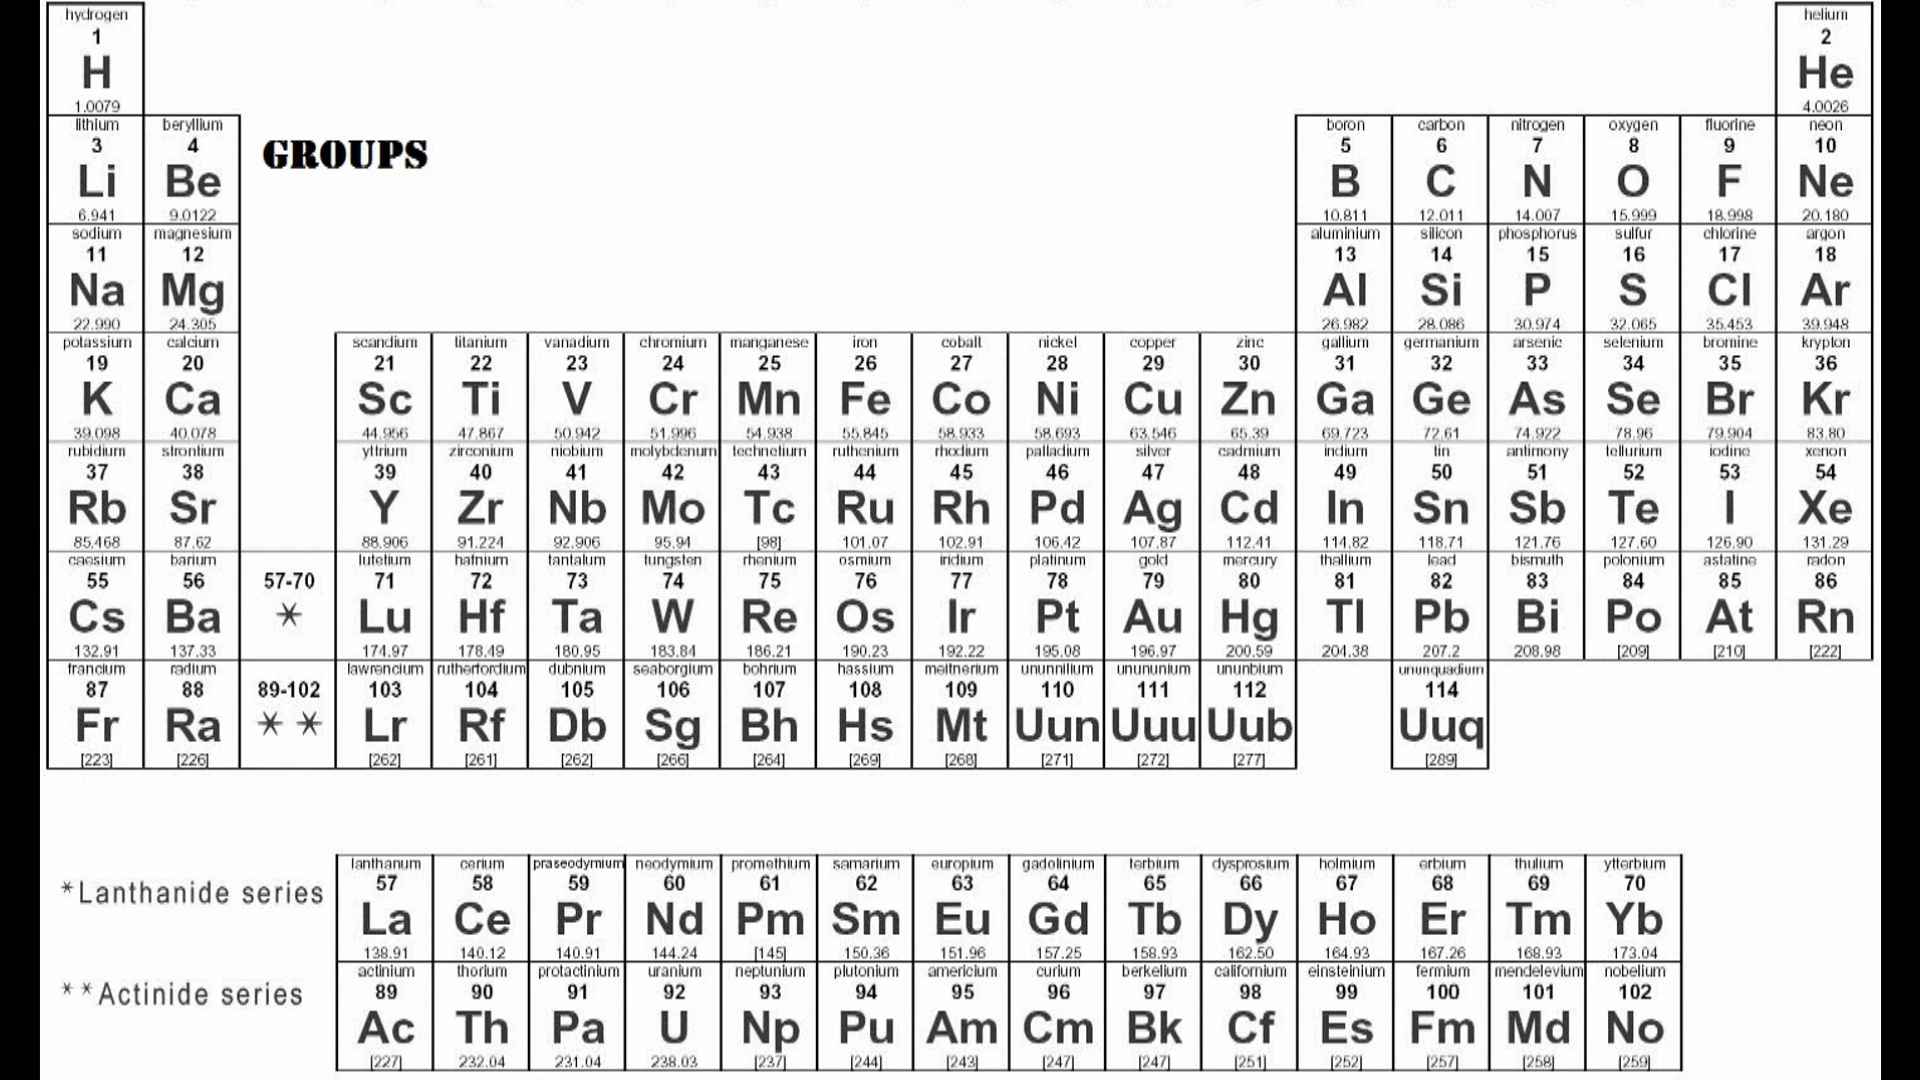 hydrogen helium
1 2
H He
1.0079 4.0026
lithium beryllium boron carbon nitrogen oxygen fluorine neon
3 4 5 6 7 8 9 10
GROUPS
Li Be B C N O F Ne
6.941 9.0122 10.811 12.011 14.007 15.999 18.998 20.180
sodium magnesium aluminium silicon phosphorus sulfur chlorine argon
11 12 13 14 15 16 17 18
Na Mg Al Si P S Cl Ar
22.990 24.305 26.982 28.086 30.974 32.065 35.453 39.948
potassium calcium scandium titanium vanadium chromium manganese iron cobalt nickel copper zinc gallium germanium arsenic selenium bromine krypton
19 20 21 22 23 24 25 26 27 28 29 30 31 32 33 34 35 36
K Ca Sc Ti V Cr Mn Fe Co Ni Cu Zn Ga Ge As Se Br Kr
39.098 40.078 44.956 47.867 50.942 51.996 54.938 55.845 58.933 58.693 63.546 65.39 69.723 72.61 74.922 78.96 79.904 83.80
rubidium strontium yttrium zirconium niobium molybdenum technetium ruthenium rhodium palladium silver cadmium indium tin antimony tellurium iodine xenon
37 38 39 40 41 42 43 44 45 46 47 48 49 50 51 52 53 54
Rb Sr Y Zr Nb Mo Tc Ru Rh Pd Ag Cd In Sn Sb Te I Xe
85.468 87.62 88.906 91.224 92.906 95.94 [98] 101.07 102.91 106.42 107.87 112.41 114.82 118.71 121.76 127.60 126.90 131.29
caesium barium lutetium hafnium tantalum tungsten rhenium osmium iridium platinum gold mercury thallium lead bismuth polonium astatine radon
55 56 57-70 71 72 73 74 75 76 77 78 79 80 81 82 83 84 85 86
Cs Ba * Lu Hf Ta W Re Os Ir Pt Au Hg Tl Pb Bi Po At Rn
132.91 137.33 174.97 178.49 180.95 183.84 186.21 190.23 192.22 195.08 196.97 200.59 204.38 207.2 208.98 [209] [210] [222]
francium radium lawrencium rutherfordium dubnium seaborgium bohrium hassium meitnerium ununnilium unununium ununbium ununquadium
87 88 89-102 103 104 105 106 107 108 109 110 111 112 114
Fr Ra * * Lr Rf Db Sg Bh Hs Mt Uun Uuu Uub Uuq
[223] [226] [262] [261] [262] [266] [264] [269] [268] [271] [272] [277] [289]
lanthanum cerium praseodymium neodymium promethium samarium europium gadolinium terbium dysprosium holmium erbium thulium ytterbium
57 58 59 60 61 62 63 64 65 66 67 68 69 70
*Lanthanide series
La Ce Pr Nd Pm Sm Eu Gd Tb Dy Ho Er Tm Yb
138.91 140.12 140.91 144.24 [145] 150.36 151.96 157.25 158.93 162.50 164.93 167.26 168.93 173.04
actinium thorium protactinium uranium neptunium plutonium americium curium berkelium californium einsteinium fermium mendelevium nobelium
89 90 91 92 93 94 95 96 97 98 99 100 101 102
**Actinide series
Ac Th Pa U Np Pu Am Cm Bk Cf Es Fm Md No
[227] 232.04 231.04 238.03 [237] [244] [243] [247] [247] [251] [252] [257] [258] [259]